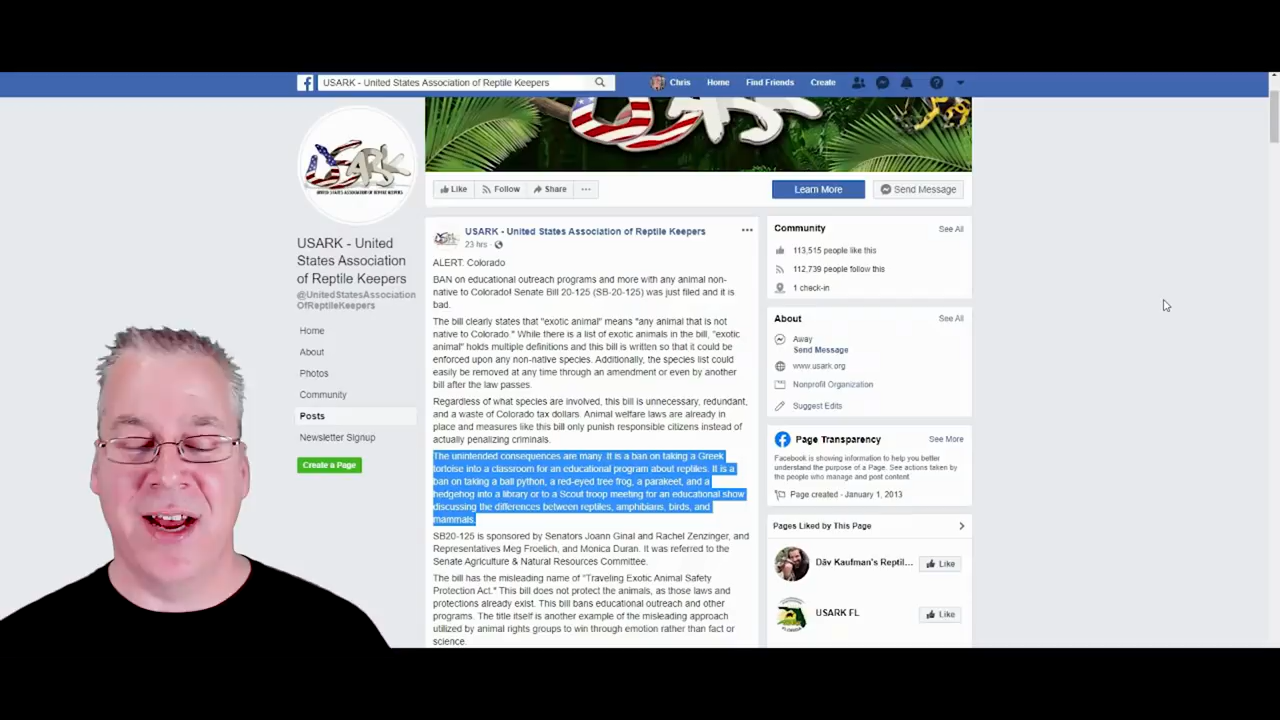 USARK - United States Association of Reptile Keepers
Chris
Home
Find Friends
Create
USARK
UNITED STATES ASSOCIATION OF REPTILE KEEPERS
USARK - United
States Association
of Reptile Keepers
@UnitedStatesAssociation
OfReptileKeepers
Home
About
Photos
Community
Posts
Newsletter Signup
Create a Page
Like
Follow
Share
Learn More
Send Message
USARK - United States Association of Reptile Keepers
23 hrs ·
ALERT: Colorado
BAN on educational outreach programs and more with any animal non-
native to Colorado! Senate Bill 20-125 (SB-20-125) was just filed and it is
bad.
The bill clearly states that "exotic animal" means "any animal that is not
native to Colorado." While there is a list of exotic animals in the bill, "exotic
animal" holds multiple definitions and this bill is written so that it could be
enforced upon any non-native species. Additionally, the species list could
easily be removed at any time through an amendment or even by another
bill after the law passes.
Regardless of what species are involved, this bill is unnecessary, redundant,
and a waste of Colorado tax dollars. Animal welfare laws are already in
place and measures like this bill only punish responsible citizens instead of
actually penalizing criminals.
The unintended consequences are many. It is a ban on taking a Greek
tortoise into a classroom for an educational program about reptiles. It is a
ban on taking a ball python, a red-eyed tree frog, a parakeet, and a
hedgehog into a library or to a Scout troop meeting for an educational show
discussing the differences between reptiles, amphibians, birds, and
mammals.
SB20-125 is sponsored by Senators Joann Ginal and Rachel Zenzinger, and
Representatives Meg Froelich, and Monica Duran. It was referred to the
Senate Agriculture & Natural Resources Committee.
The bill has the misleading name of "Traveling Exotic Animal Safety
Protection Act." This bill does not protect the animals, as those laws and
protections already exist. This bill bans educational outreach and other
programs. The title itself is another example of the misleading approach
utilized by animal rights groups to win through emotion rather than fact or
science.
Community
See All
113,515 people like this
112,739 people follow this
1 check-in
About
See All
Away
Send Message
www.usark.org
Nonprofit Organization
Suggest Edits
Page Transparency
See More
Facebook is showing information to help you better
understand the purpose of a Page. See actions taken by
the people who manage and post content.
Page created - January 1, 2013
Pages Liked by This Page
Däv Kaufman's Reptil...
Like
USARK FL
Like